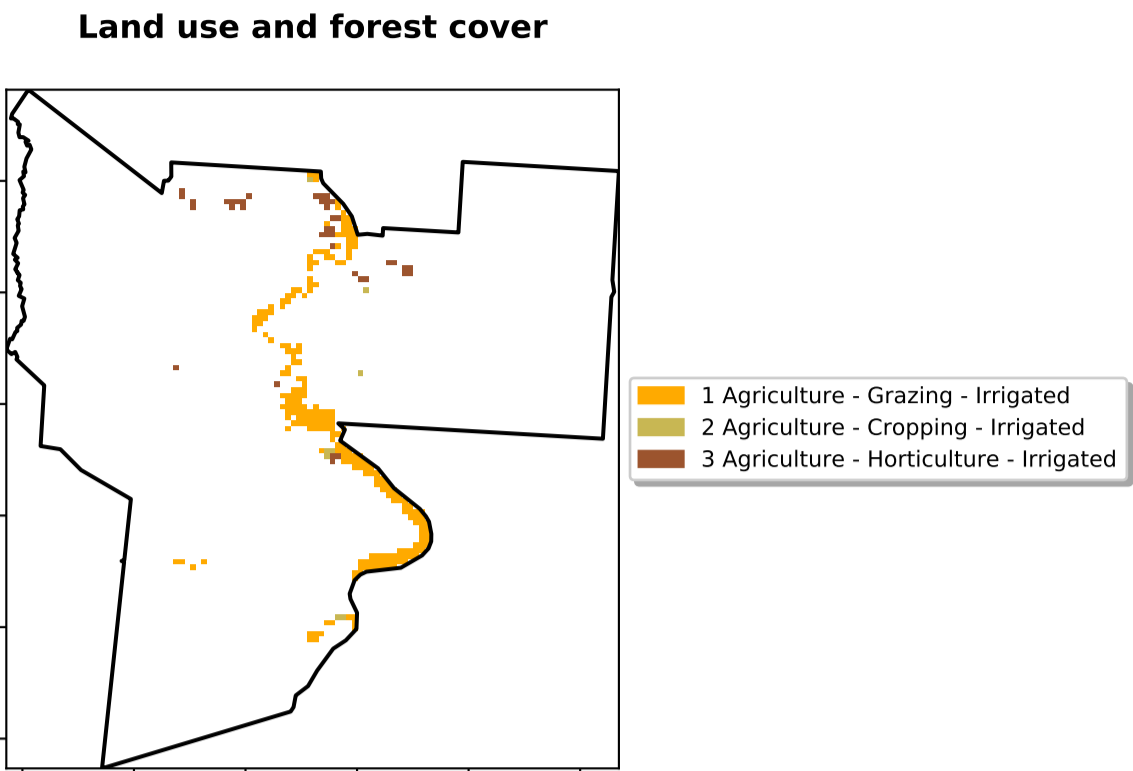 Land use and forest cover
1 Agriculture - Grazing - Irrigated
2 Agriculture - Cropping - Irrigated
3 Agriculture - Horticulture - Irrigated